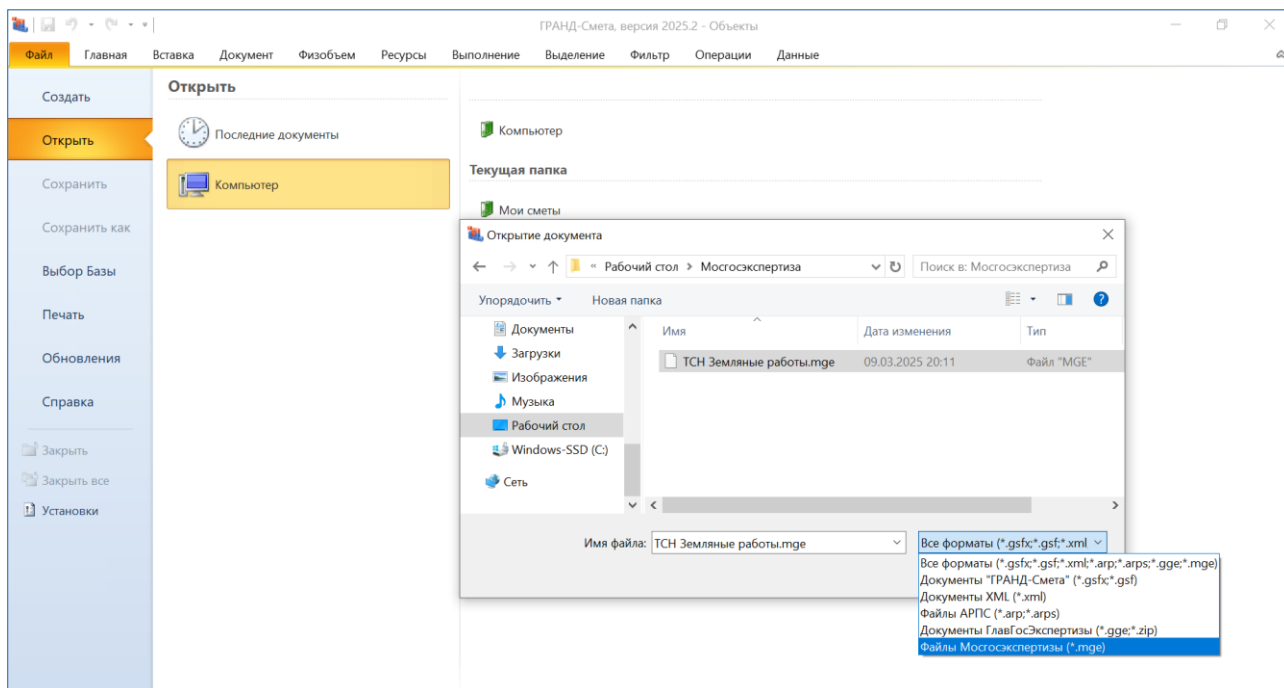 ГРАНД-Смета, версия 2025.2 - Объекты
Файл Главная Вставка Документ Физобъем Ресурсы Выполнение Выделение Фильтр Операции Данные
Создать
Открыть
Сохранить
Сохранить как
Выбор Базы
Печать
Обновления
Справка
Закрыть
Закрыть все
Установки
Открыть
Последние документы
Компьютер
Компьютер
Текущая папка
Мои сметы
Открытие документа
« Рабочий стол > Мосгосэкспертиза
Поиск в: Мосгосэкспертиза
Упорядочить Новая папка
Документы
Загрузки
Изображения
Музыка
Рабочий стол
Windows-SSD (C:)
Сеть
Имя Дата изменения Тип
ТСН Земляные работы.mge 09.03.2025 20:11 Файл "MGE"
Имя файла: ТСН Земляные работы.mge
Все форматы (*.gsfx;*.gsf;*.xml
Все форматы (*.gsfx;*.gsf;*.xml;*.arp;*.arps;*.gge;*.mge)
Документы "ГРАНД-Смета" (*.gsfx;*.gsf)
Документы XML (*.xml)
Файлы АРПС (*.arp;*.arps)
Документы ГлавГосЭкспертизы (*.gge;*.zip)
Файлы Мосгосэкспертизы (*.mge)